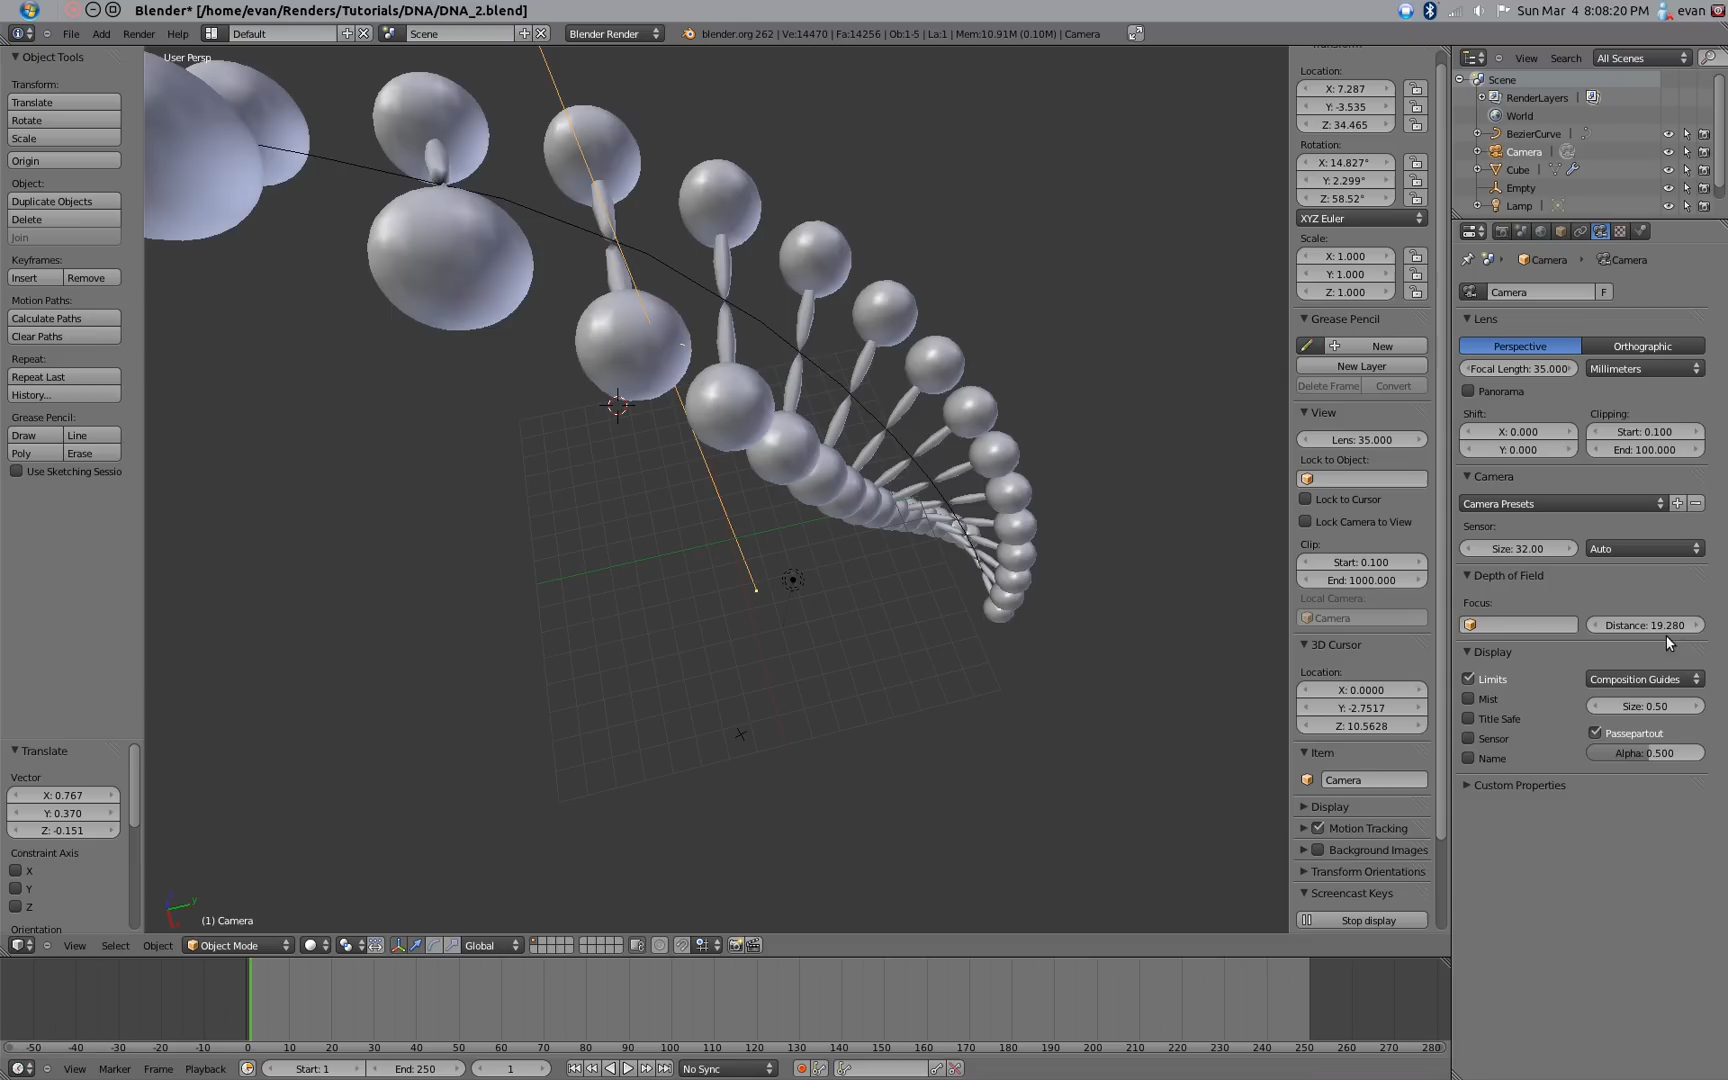 Blender* [/home/evan/Renders/Tutorials/DNA/DNA_2.blend]
Sun Mar 4 8:08:20 PM
evan
File
Add
Render
Help
Default
Scene
Blender Render
blender.org 262 | Ve:14470 | Fa:14256 | Ob:1-5 | La:1 | Mem:10.91M (0.10M) | Camera
Object Tools
Transform:
Translate
Rotate
Scale
Origin
Object:
Duplicate Objects
Delete
Join
Keyframes:
Insert
Remove
Motion Paths:
Calculate Paths
Clear Paths
Repeat:
Repeat Last
History...
Grease Pencil:
Draw
Line
Poly
Erase
Use Sketching Sessio
Translate
Vector
X: 0.767
Y: 0.370
Z: -0.151
Constraint Axis
X
Y
Z
Orientation
User Persp
(1) Camera
Location:
X: 7.287
Y: -3.535
Z: 34.465
Rotation:
X: 14.827°
Y: 2.299°
Z: 58.52°
XYZ Euler
Scale:
X: 1.000
Y: 1.000
Z: 1.000
Grease Pencil
New
New Layer
Delete Frame
Convert
View
Lens: 35.000
Lock to Object:
Lock to Cursor
Lock Camera to View
Clip:
Start: 0.100
End: 1000.000
Local Camera:
Camera
3D Cursor
Location:
X: 0.0000
Y: -2.7517
Z: 10.5628
Item
Camera
Display
Motion Tracking
Background Images
Transform Orientations
Screencast Keys
Stop display
View
Search
All Scenes
Scene
RenderLayers
World
BezierCurve
Camera
Cube
Empty
Lamp
Camera
Camera
Camera
F
Lens
Perspective
Orthographic
Focal Length: 35.000
Millimeters
Panorama
Shift:
Clipping:
X: 0.000
Start: 0.100
Y: 0.000
End: 100.000
Camera
Camera Presets
Sensor:
Size: 32.00
Auto
Depth of Field
Focus:
Distance: 19.280
Display
Limits
Composition Guides
Mist
Size: 0.50
Title Safe
Sensor
Passepartout
Name
Alpha: 0.500
Custom Properties
View
Select
Object
Object Mode
Global
-50 -40 -30 -20 -10 0 10 20 30 40 50 60 70 80 90 100 110 120 130 140 150 160 170 180 190 200 210 220 230 240 250 260 270 280
View
Marker
Frame
Playback
Start: 1
End: 250
1
No Sync